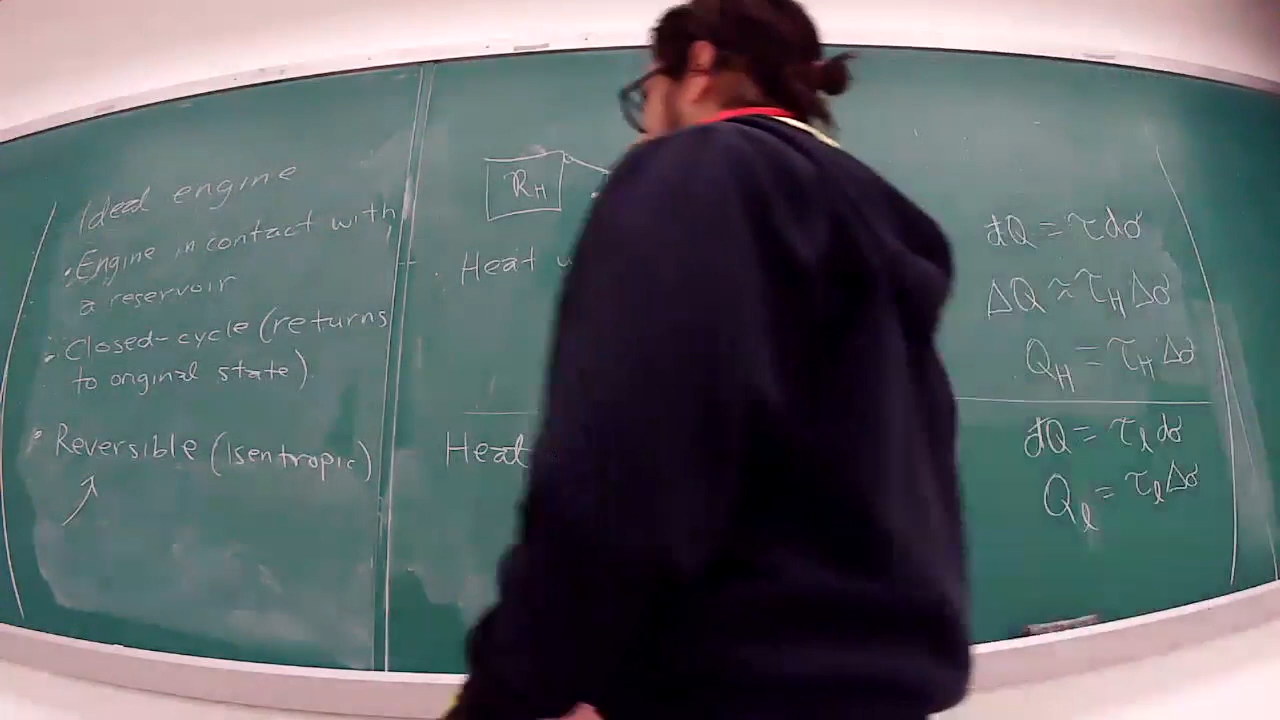 Ideal engine
• Engine in contact with
a reservoir
• Closed-cycle (returns
to original state)
• Reversible (Isentropic)
R_H
Heat
Heat
đQ = τdσ
ΔQ ≈ τ_H Δσ
Q_H = τ_H Δσ
đQ = τ_l dσ
Q_l = τ_l Δσ